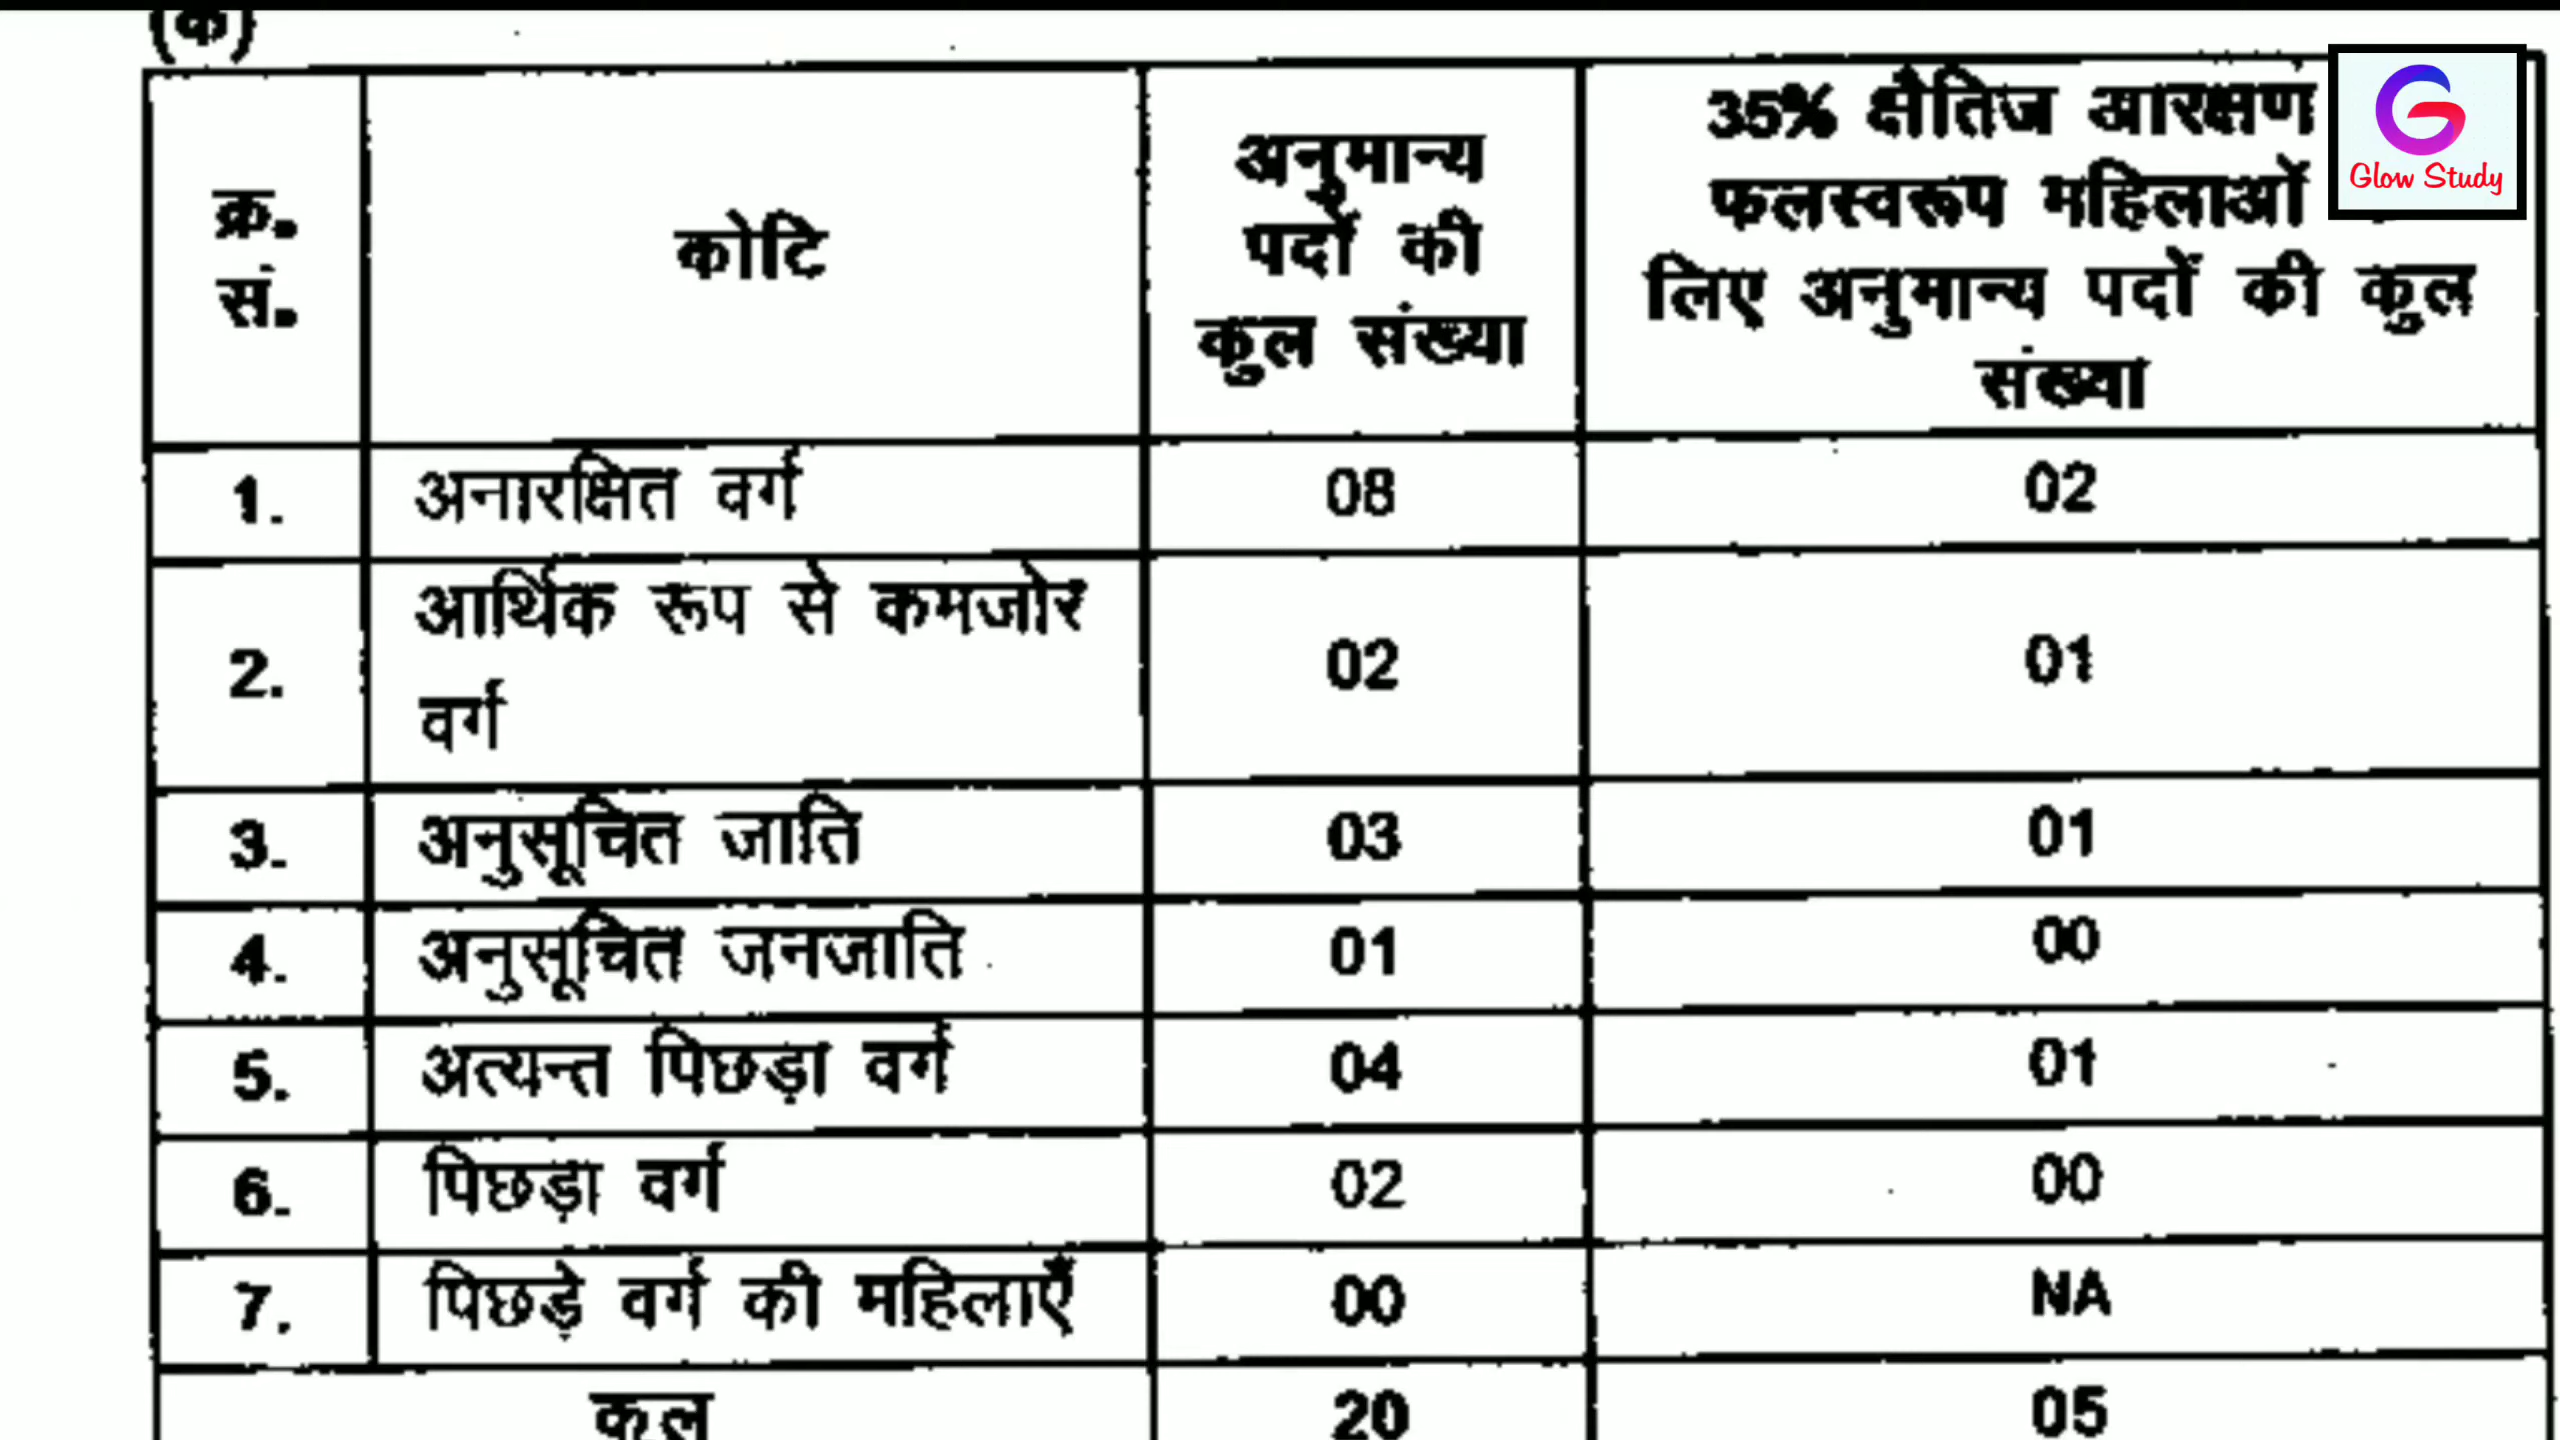 (क)
क्र.
सं.
कोटि
अनुमान्य
पदों की
कुल संख्या
35% क्षैतिज आरक्षण
फलस्वरूप महिलाओं
लिए अनुमान्य पदों की कुल
संख्या
Glow Study
1. अनारक्षित वर्ग 08 02
2. आर्थिक रूप से कमजोर
वर्ग 02 01
3. अनुसूचित जाति 03 01
4. अनुसूचित जनजाति 01 00
5. अत्यन्त पिछड़ा वर्ग 04 01
6. पिछड़ा वर्ग 02 00
7. पिछड़े वर्ग की महिलाएँ 00 NA
कुल 20 05